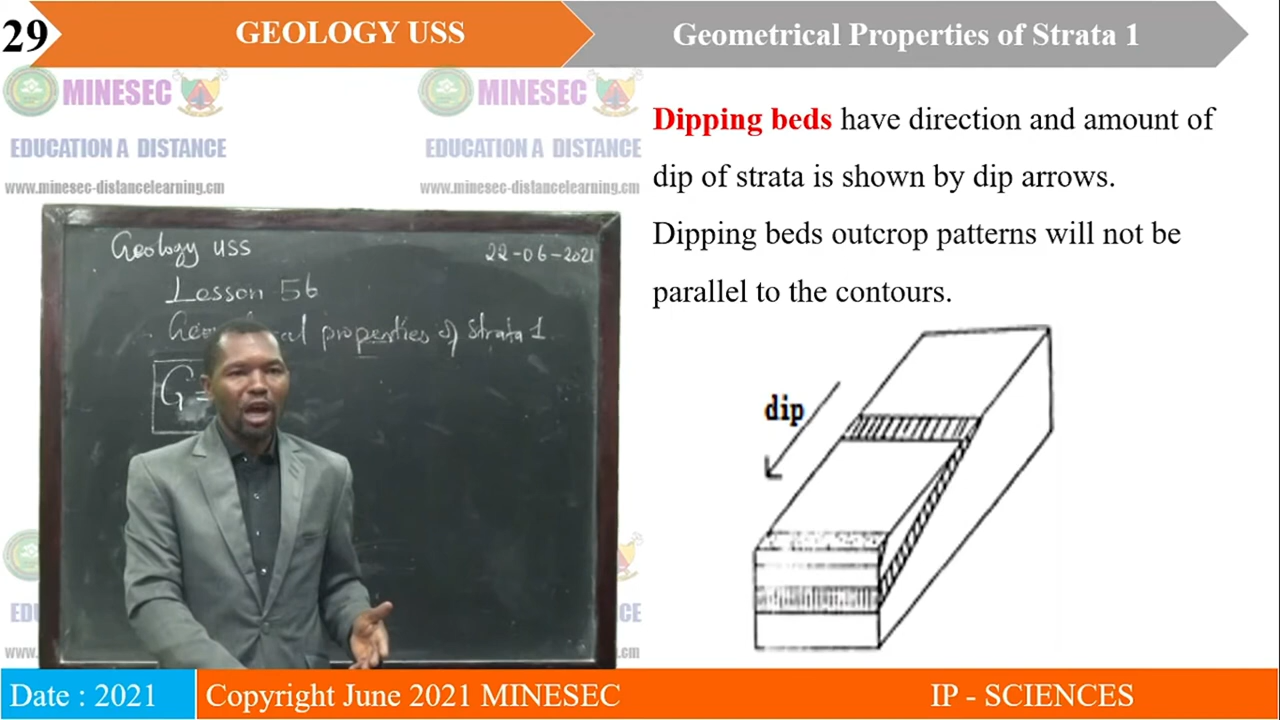 29
GEOLOGY USS
Geometrical Properties of Strata 1
MINESEC
MINESEC
EDUCATION A DISTANCE
EDUCATION A DISTANCE
www.minesec-distancelearning.cm
www.minesec-distancelearning.cm
Geology USS
22-06-2021
Lesson 56
properties of Strata 1
G =
Dipping beds have direction and amount of
dip of strata is shown by dip arrows.
Dipping beds outcrop patterns will not be
parallel to the contours.
dip
Date : 2021
Copyright June 2021 MINESEC
IP - SCIENCES